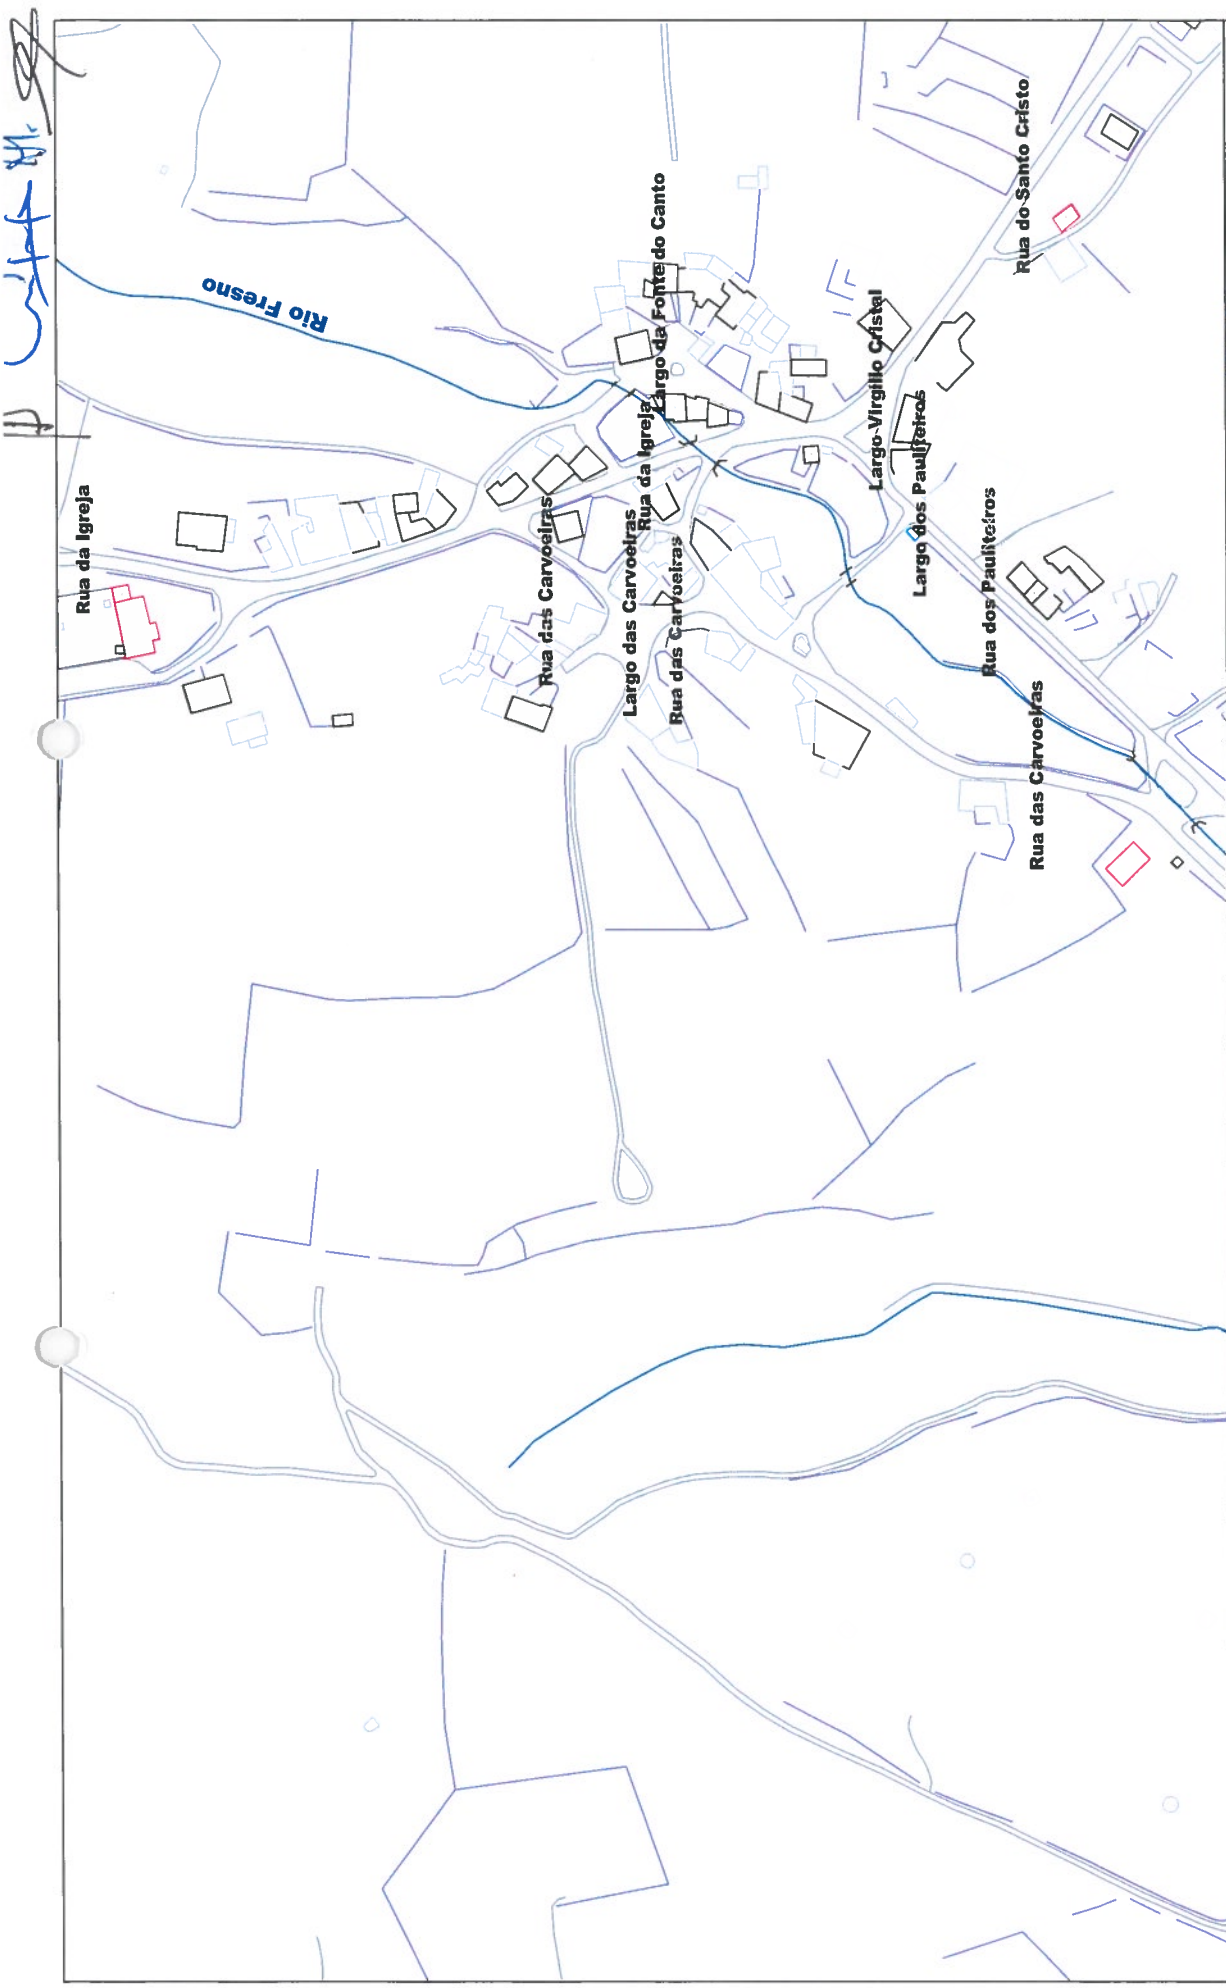 Rio Fresno
Rua da Igreja
Rua das Carvoeiras
Largo das Carvoeiras
Rua da Igreja
Largo da Fonte do Canto
Rua das Carvoeiras
Largo Virgílio Cristal
Largo dos Pauliteiros
Rua dos Pauliteiros
Rua do Santo Cristo
Rua das Carvoeiras